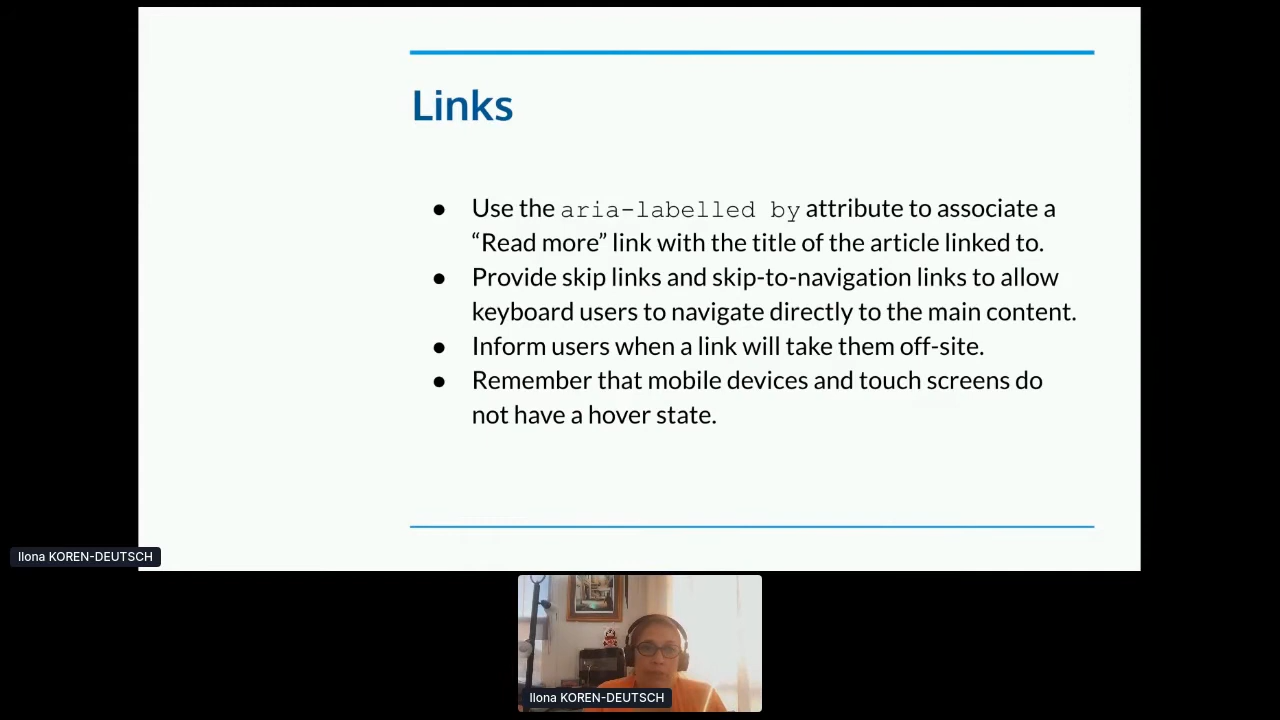 Links
● Use the aria-labelled by attribute to associate a
“Read more” link with the title of the article linked to.
● Provide skip links and skip-to-navigation links to allow
keyboard users to navigate directly to the main content.
● Inform users when a link will take them off-site.
● Remember that mobile devices and touch screens do
not have a hover state.
Ilona KOREN-DEUTSCH
Ilona KOREN-DEUTSCH